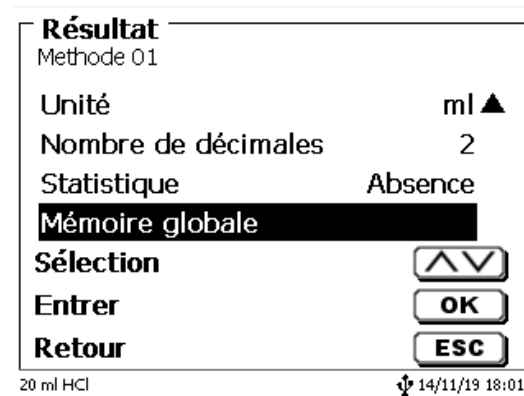 Résultat
Methode 01
Unité ml ▲
Nombre de décimales 2
Statistique Absence
Mémoire globale
Sélection
Entrer OK
Retour ESC
20 ml HCl 14/11/19 18:01